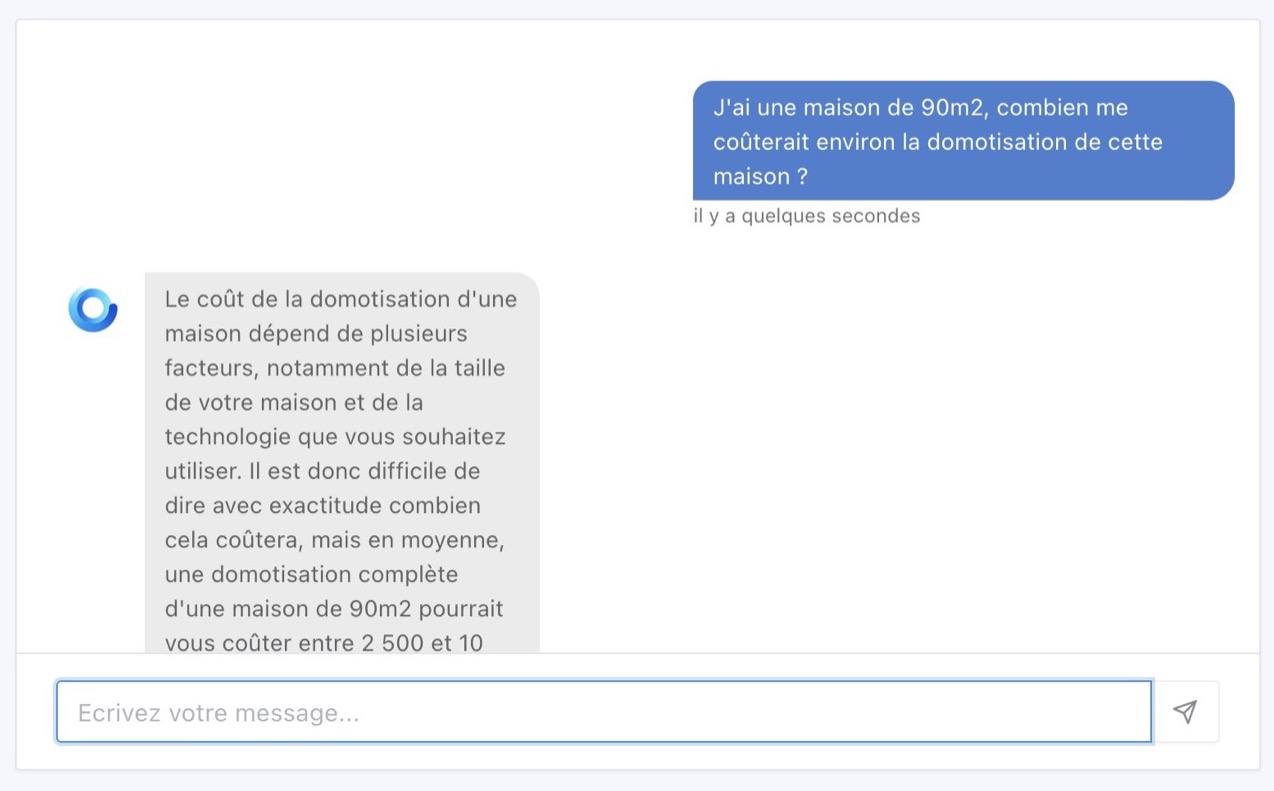 J'ai une maison de 90m2, combien me
coûterait environ la domotisation de cette
maison ?
il y a quelques secondes
Le coût de la domotisation d'une
maison dépend de plusieurs
facteurs, notamment de la taille
de votre maison et de la
technologie que vous souhaitez
utiliser. Il est donc difficile de
dire avec exactitude combien
cela coûtera, mais en moyenne,
une domotisation complète
d'une maison de 90m2 pourrait
vous coûter entre 2 500 et 10
Ecrivez votre message...